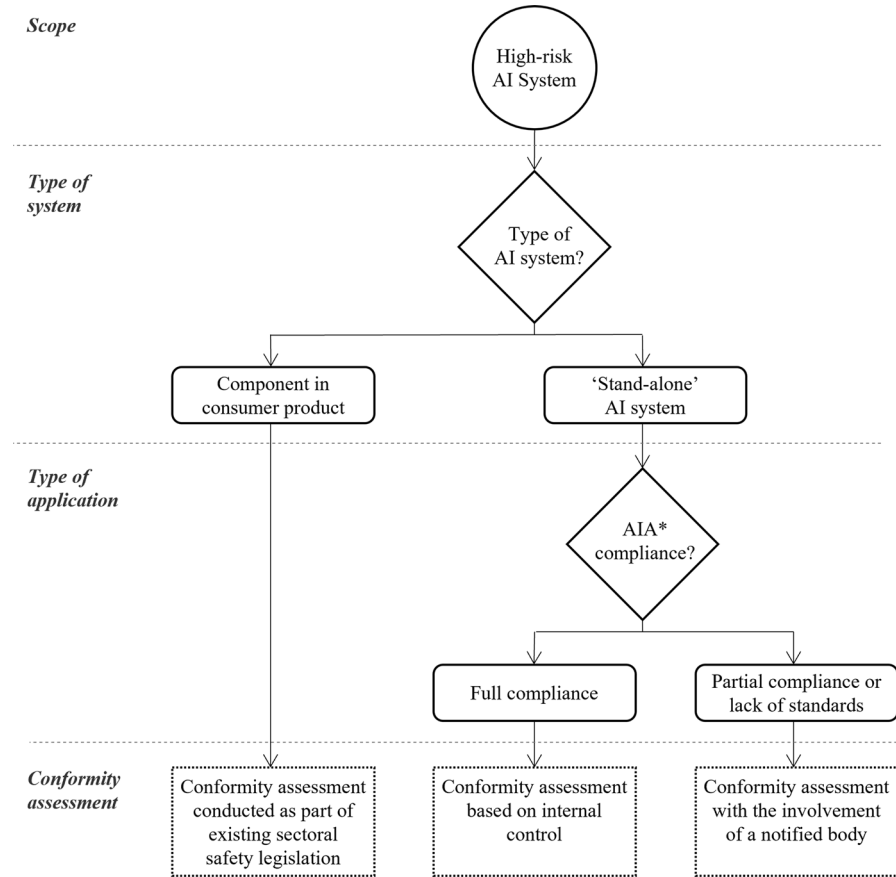 Scope
High-risk
AI System
Type of
system
Type of
AI system?
Component in
consumer product
‘Stand-alone’
AI system
Type of
application
AIA*
compliance?
Full compliance
Partial compliance or
lack of standards
Conformity
assessment
Conformity assessment
conducted as part of
existing sectoral
safety legislation
Conformity assessment
based on internal
control
Conformity assessment
with the involvement
of a notified body